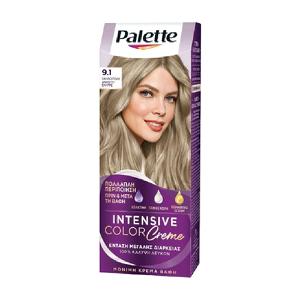 Palette
9.1
ΠΟΛΛΑΠΛΗ
ΠΕΡΙΠΟΙΗΣΗ
ΠΡΙΝ & ΜΕΤΑ
ΤΗ ΒΑΦΗ
INTENSIVE
COLOR Creme
ΕΝΤΑΣΗ ΜΕΓΑΛΗΣ ΔΙΑΡΚΕΙΑΣ
100% ΚΑΛΥΨΗ ΛΕΥΚΩΝ
ΜΟΝΙΜΗ ΚΡΕΜΑ ΒΑΦΗ